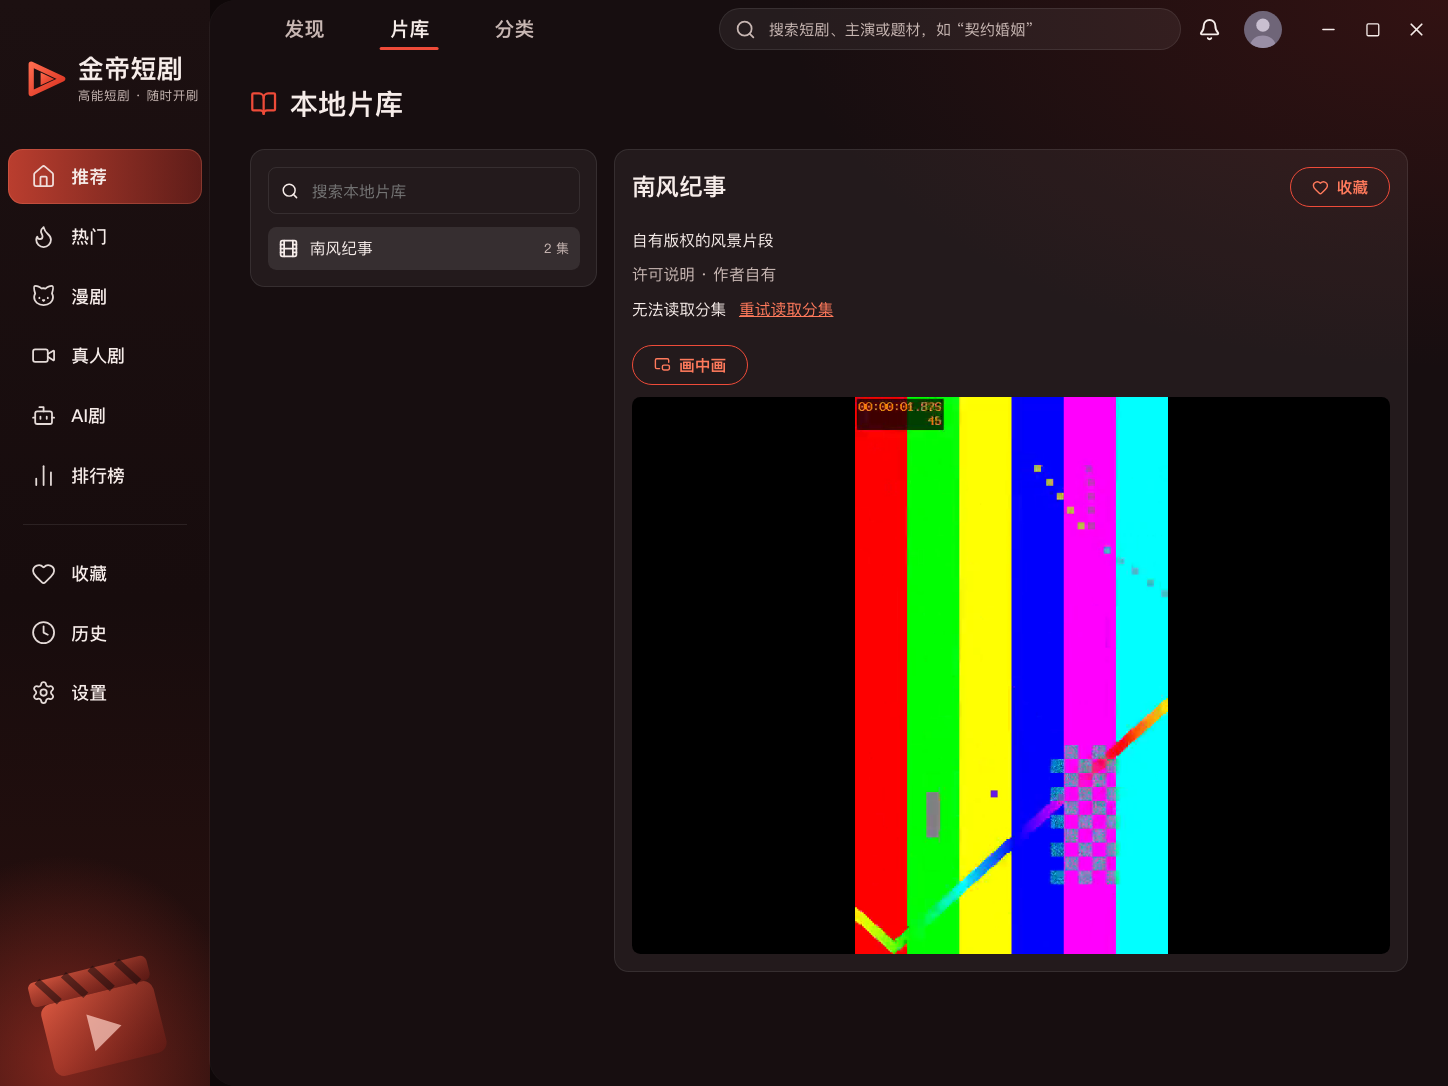 发现
片库
分类
搜索短剧、主演或题材，如 “契约婚姻”
金帝短剧
高能短剧 · 随时开刷
推荐
热门
漫剧
真人剧
AI剧
排行榜
收藏
历史
设置
本地片库
搜索本地片库
南风纪事
2 集
南风纪事
收藏
自有版权的风景片段
许可说明 · 作者自有
无法读取分集 重试读取分集
画中画
45